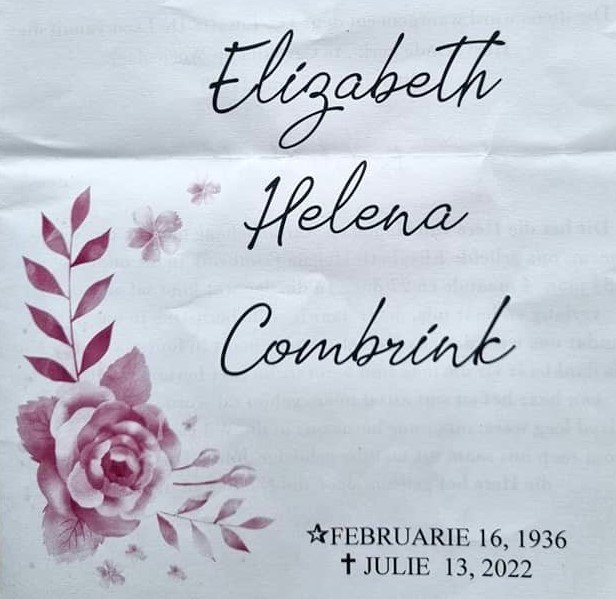 Elizabeth
Helena
Combrink
☆FEBRUARIE 16, 1936
✝ JULIE 13, 2022